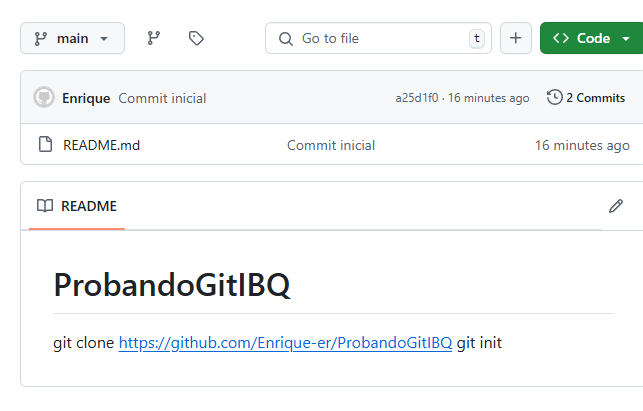 main
Go to file
t
Code
Enrique Commit inicial
a25d1f0 · 16 minutes ago
2 Commits
README.md
Commit inicial
16 minutes ago
README
ProbandoGitIBQ
git clone https://github.com/Enrique-er/ProbandoGitIBQ git init